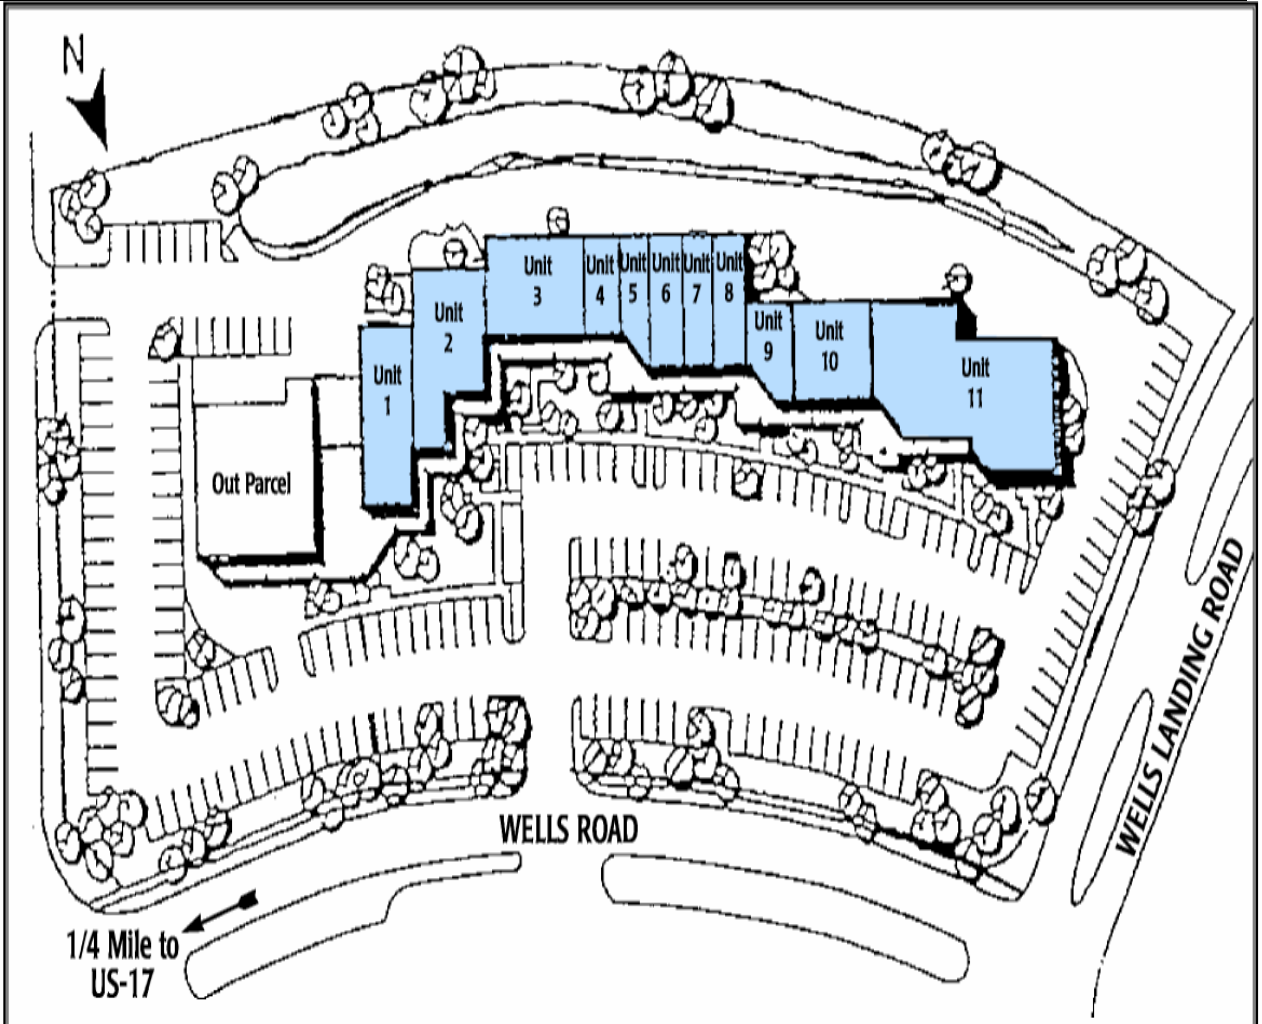 N
Unit
1
Unit
2
Unit
3
Unit
4
Unit
5
Unit
6
Unit
7
Unit
8
Unit
9
Unit
10
Unit
11
Out Parcel
WELLS ROAD
WELLS LANDING ROAD
1/4 Mile to
US-17